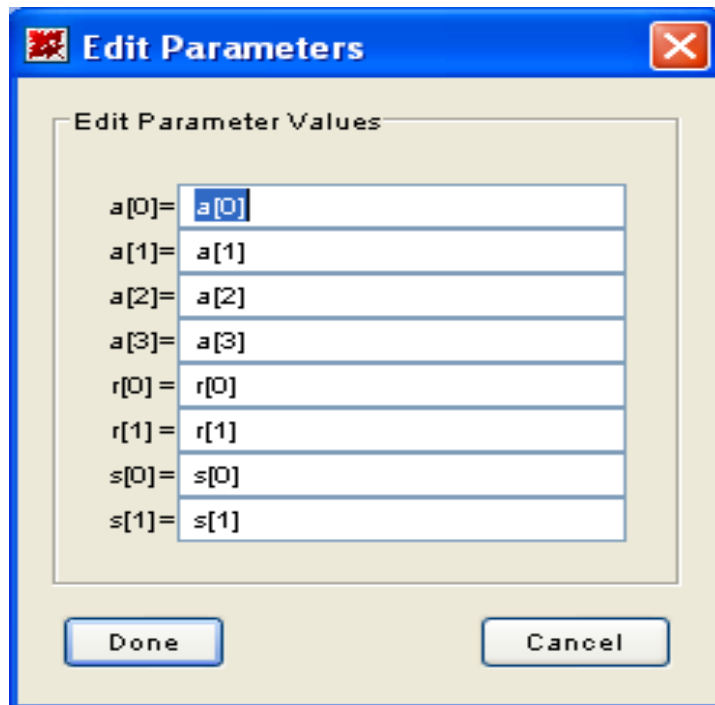 Edit Parameters
Edit Parameter Values
a[0]= a[0]
a[1]= a[1]
a[2]= a[2]
a[3]= a[3]
r[0] = r[0]
r[1] = r[1]
s[0]= s[0]
s[1]= s[1]
Done Cancel